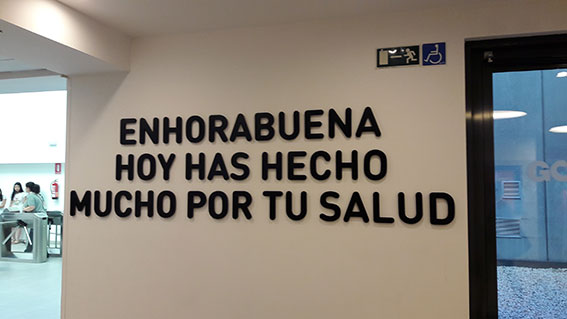 ENHORABUENA
HOY HAS HECHO
MUCHO POR TU SALUD